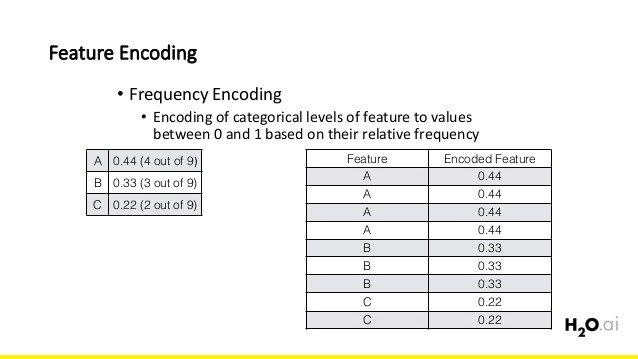 Feature Encoding
• Frequency Encoding
• Encoding of categorical levels of feature to values
between 0 and 1 based on their relative frequency
A 0.44 (4 out of 9)
B 0.33 (3 out of 9)
C 0.22 (2 out of 9)
Feature Encoded Feature
A 0.44
A 0.44
A 0.44
A 0.44
B 0.33
B 0.33
B 0.33
C 0.22
C 0.22
H2O.ai